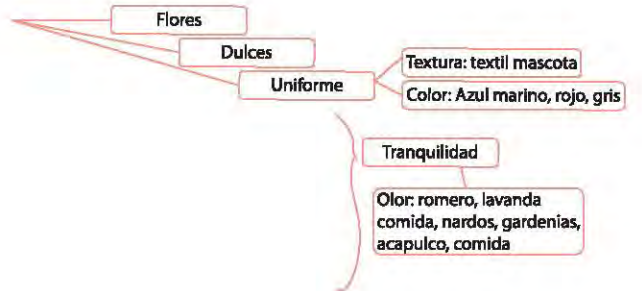 Flores
Dulces
Uniforme
Textura: textil mascota
Color: Azul marino, rojo, gris
Tranquilidad
Olor: romero, lavanda
comida, nardos, gardenias,
acapulco, comida